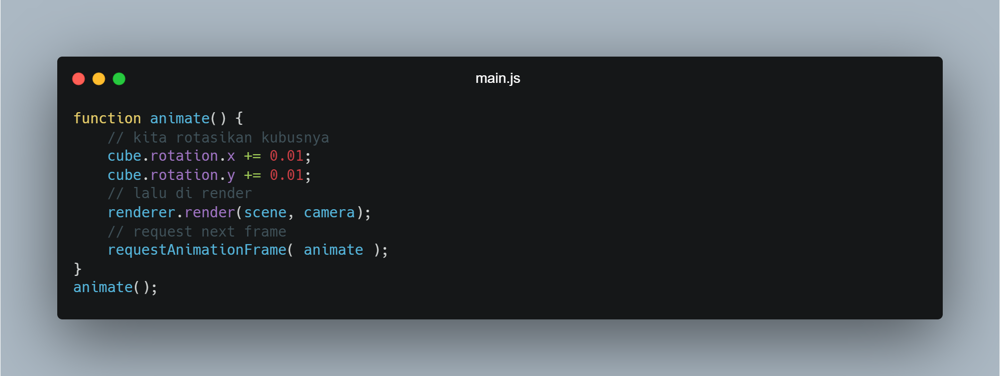 main.js
function animate() {
    // kita rotasikan kubusnya
    cube.rotation.x += 0.01;
    cube.rotation.y += 0.01;
    // lalu di render
    renderer.render(scene, camera);
    // request next frame
    requestAnimationFrame( animate );
}
animate();